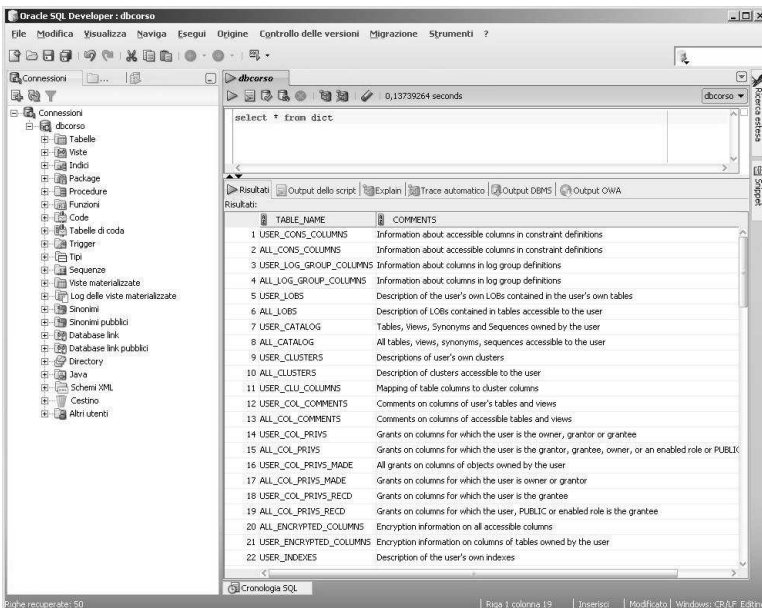 Oracle SQL Developer : dbcorso
File Modifica Visualizza Naviga Esegui Origine Controllo delle versioni Migrazione Strumenti ?
Connessioni
dbcorso
0,13739264 seconds
dbcorso
Connessioni
dbcorso
Tabelle
Viste
Indici
Package
Procedure
Funzioni
Code
Tabelle di coda
Trigger
Tipi
Sequenze
Viste materializzate
Log delle viste materializzate
Sinonimi
Sinonimi pubblici
Database link
Database link pubblici
Directory
Java
Schemi XML
Cestino
Altri utenti
select * from dict
Risultati Output dello script Explain Trace automatico Output DBMS Output OWA
Risultati:
TABLE_NAME COMMENTS
1 USER_CONS_COLUMNS Information about accessible columns in constraint definitions
2 ALL_CONS_COLUMNS Information about accessible columns in constraint definitions
3 USER_LOG_GROUP_COLUMNS Information about columns in log group definitions
4 ALL_LOG_GROUP_COLUMNS Information about columns in log group definitions
5 USER_LOBS Description of the user's own LOBs contained in the user's own tables
6 ALL_LOBS Description of LOBs contained in tables accessible to the user
7 USER_CATALOG Tables, Views, Synonyms and Sequences owned by the user
8 ALL_CATALOG All tables, views, synonyms, sequences accessible to the user
9 USER_CLUSTERS Descriptions of user's own clusters
10 ALL_CLUSTERS Description of clusters accessible to the user
11 USER_CLU_COLUMNS Mapping of table columns to cluster columns
12 USER_COL_COMMENTS Comments on columns of user's tables and views
13 ALL_COL_COMMENTS Comments on columns of accessible tables and views
14 USER_COL_PRIVS Grants on columns for which the user is the owner, grantor or grantee
15 ALL_COL_PRIVS Grants on columns for which the user is the grantor, grantee, owner, or an enabled role or PUBLIC
16 USER_COL_PRIVS_MADE All grants on columns of objects owned by the user
17 ALL_COL_PRIVS_MADE Grants on columns for which the user is owner or grantor
18 USER_COL_PRIVS_RECD Grants on columns for which the user is the grantee
19 ALL_COL_PRIVS_RECD Grants on columns for which the user, PUBLIC or enabled role is the grantee
20 ALL_ENCRYPTED_COLUMNS Encryption information on all accessible columns
21 USER_ENCRYPTED_COLUMNS Encryption information on columns of tables owned by the user
22 USER_INDEXES Description of the user's own indexes
Cronologia SQL
Ricerca estesa
Snippet
Righe recuperate: 50
Riga 1 colonna 19 Inserisci Modificato Windows: CR/LF Editing